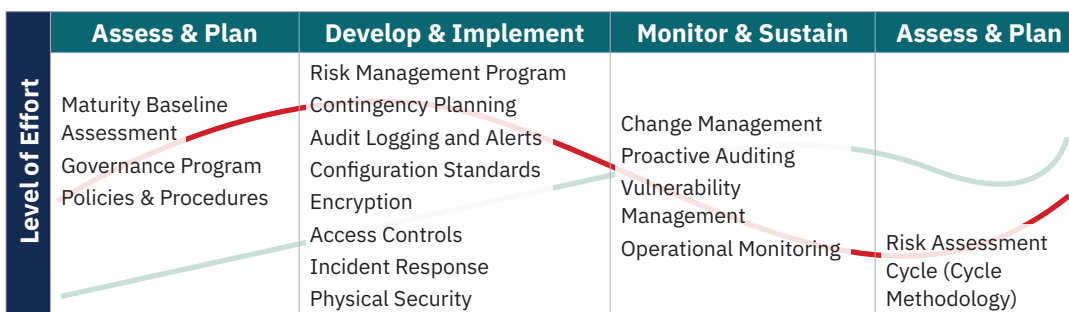 Level of Effort
Assess & Plan
Develop & Implement
Monitor & Sustain
Assess & Plan
Maturity Baseline
Assessment
Governance Program
Policies & Procedures
Risk Management Program
Contingency Planning
Audit Logging and Alerts
Configuration Standards
Encryption
Access Controls
Incident Response
Physical Security
Change Management
Proactive Auditing
Vulnerability
Management
Operational Monitoring
Risk Assessment
Cycle (Cycle
Methodology)